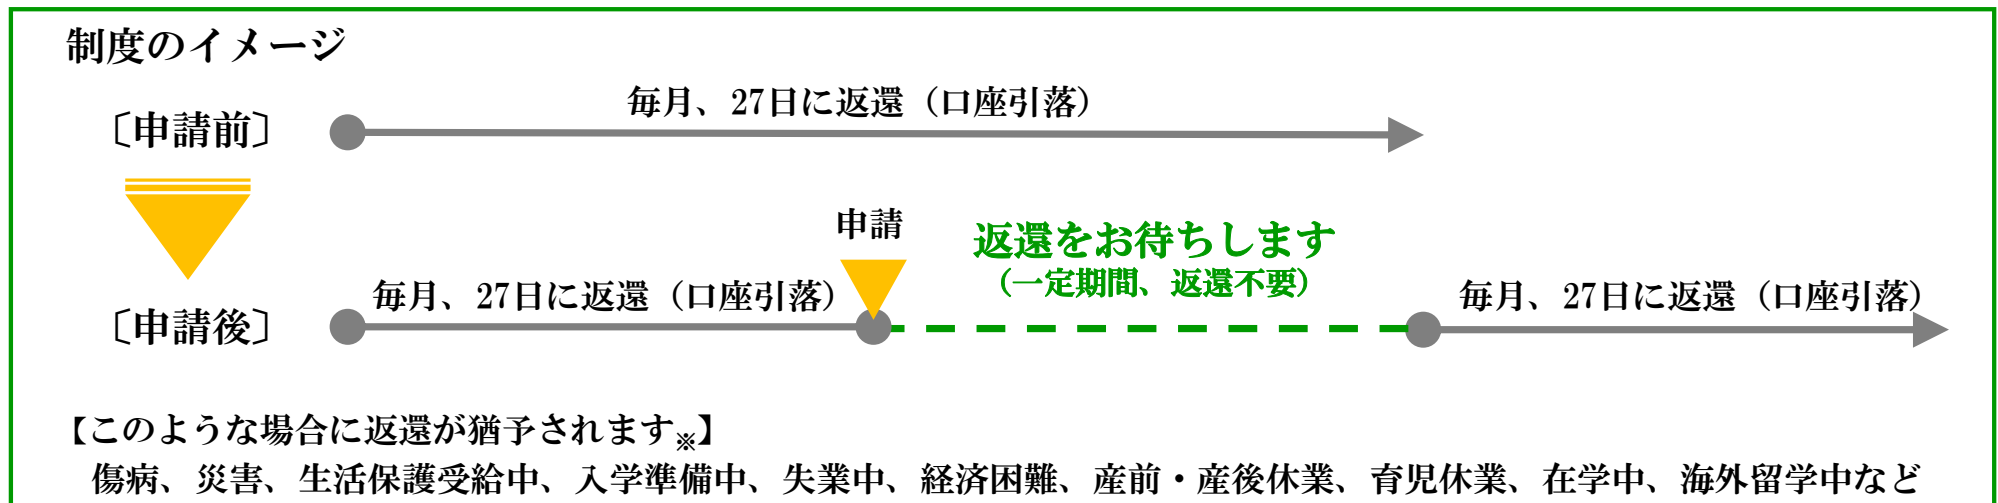 制度のイメージ
毎月、27日に返還（口座引落）
〔申請前〕
申請
返還をお待ちします
（一定期間、返還不要）
毎月、27日に返還（口座引落）
毎月、27日に返還（口座引落）
〔申請後〕
【このような場合に返還が猶予されます※】
傷病、災害、生活保護受給中、入学準備中、失業中、経済困難、産前・産後休業、育児休業、在学中、海外留学中など